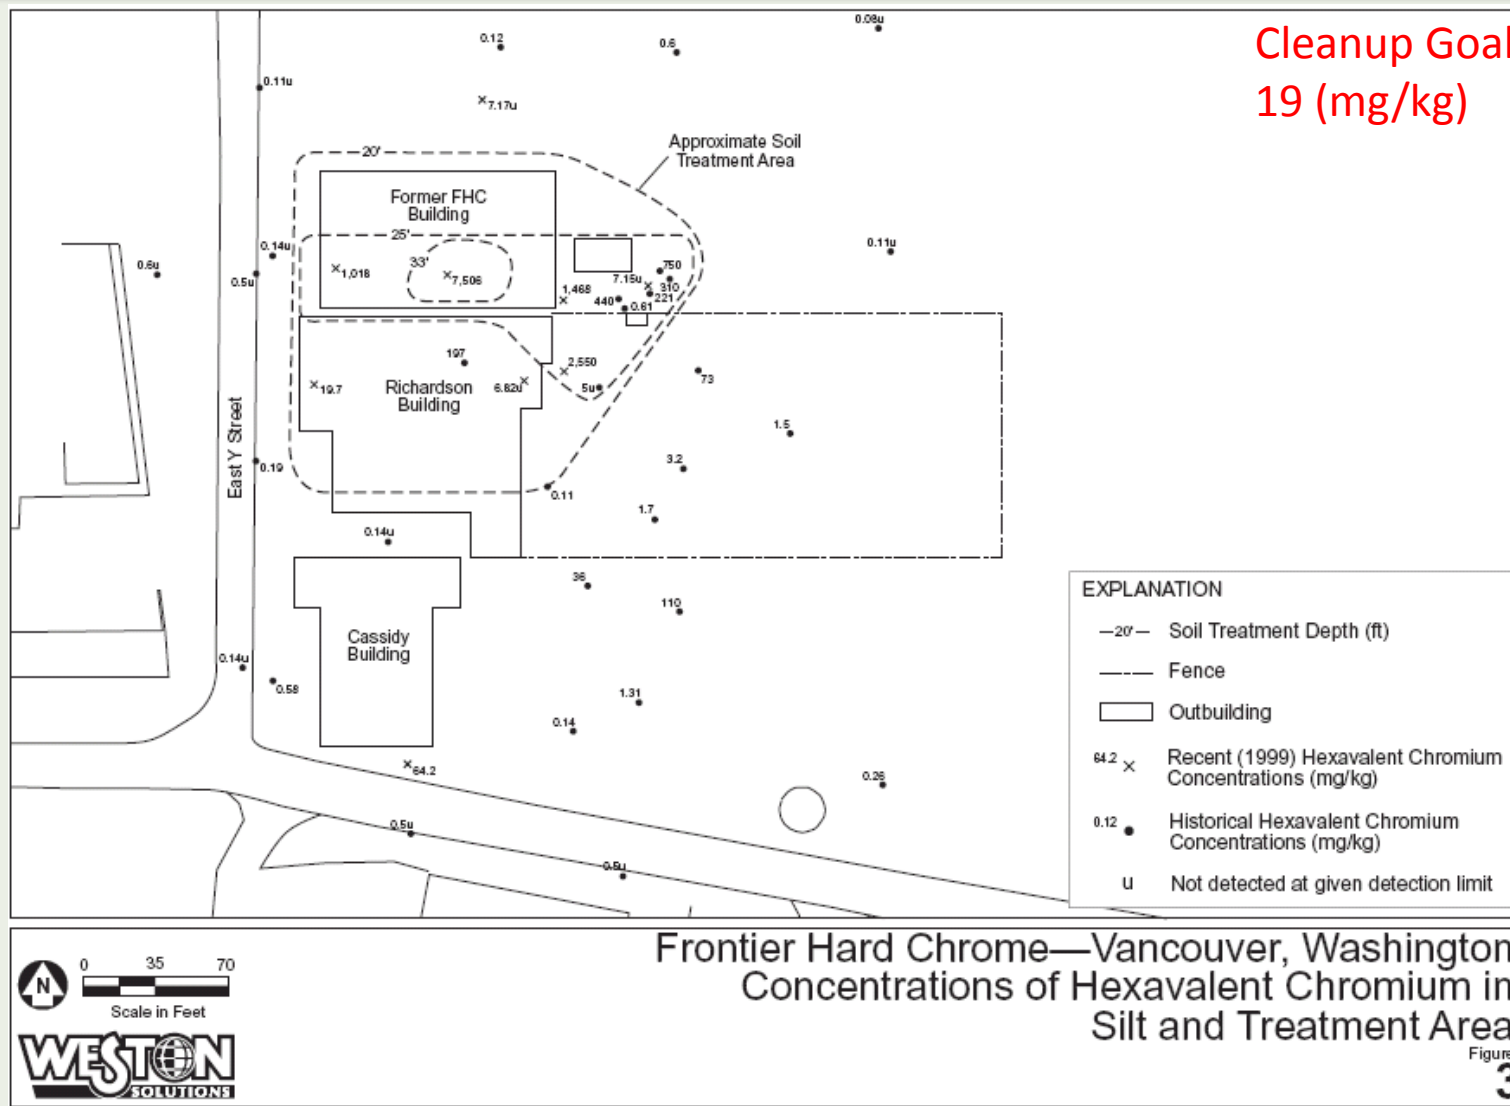 Cleanup Goal
19 (mg/kg)
0.08u
0.12
0.6
0.11u
7.17u
Approximate Soil
Treatment Area
20'
Former FHC
Building
25'
33'
0.14u
0.6u
0.5u
1,018
7,506
1,468
7.15u
750
310
221
440
0.61
0.11u
197
2,550
19.7
6.82u
5u
73
Richardson
Building
East Y Street
1.5
0.19
3.2
0.11
1.7
0.14u
36
110
Cassidy
Building
0.14u
0.58
1.31
0.14
64.2
0.26
0.5u
0.5u
EXPLANATION
20' Soil Treatment Depth (ft)
Fence
Outbuilding
64.2 Recent (1999) Hexavalent Chromium
Concentrations (mg/kg)
0.12 Historical Hexavalent Chromium
Concentrations (mg/kg)
u Not detected at given detection limit
N
0 35 70
Scale in Feet
WESTON
SOLUTIONS
Frontier Hard Chrome—Vancouver, Washington
Concentrations of Hexavalent Chromium in
Silt and Treatment Area
Figure
3